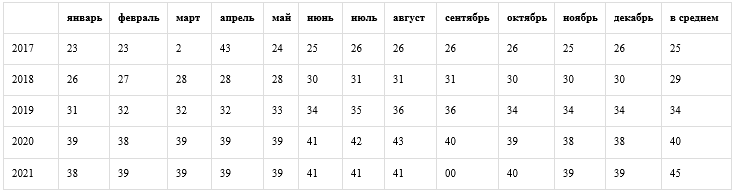 январь февраль март апрель май июнь июль август сентябрь октябрь ноябрь декабрь в среднем
2017 23 23 2 43 24 25 26 26 26 26 25 26 25
2018 26 27 28 28 28 30 31 31 31 30 30 30 29
2019 31 32 32 32 33 34 35 36 36 34 34 34 34
2020 39 38 39 39 39 41 42 43 40 39 38 38 40
2021 38 39 39 39 39 41 41 41 00 40 39 39 45